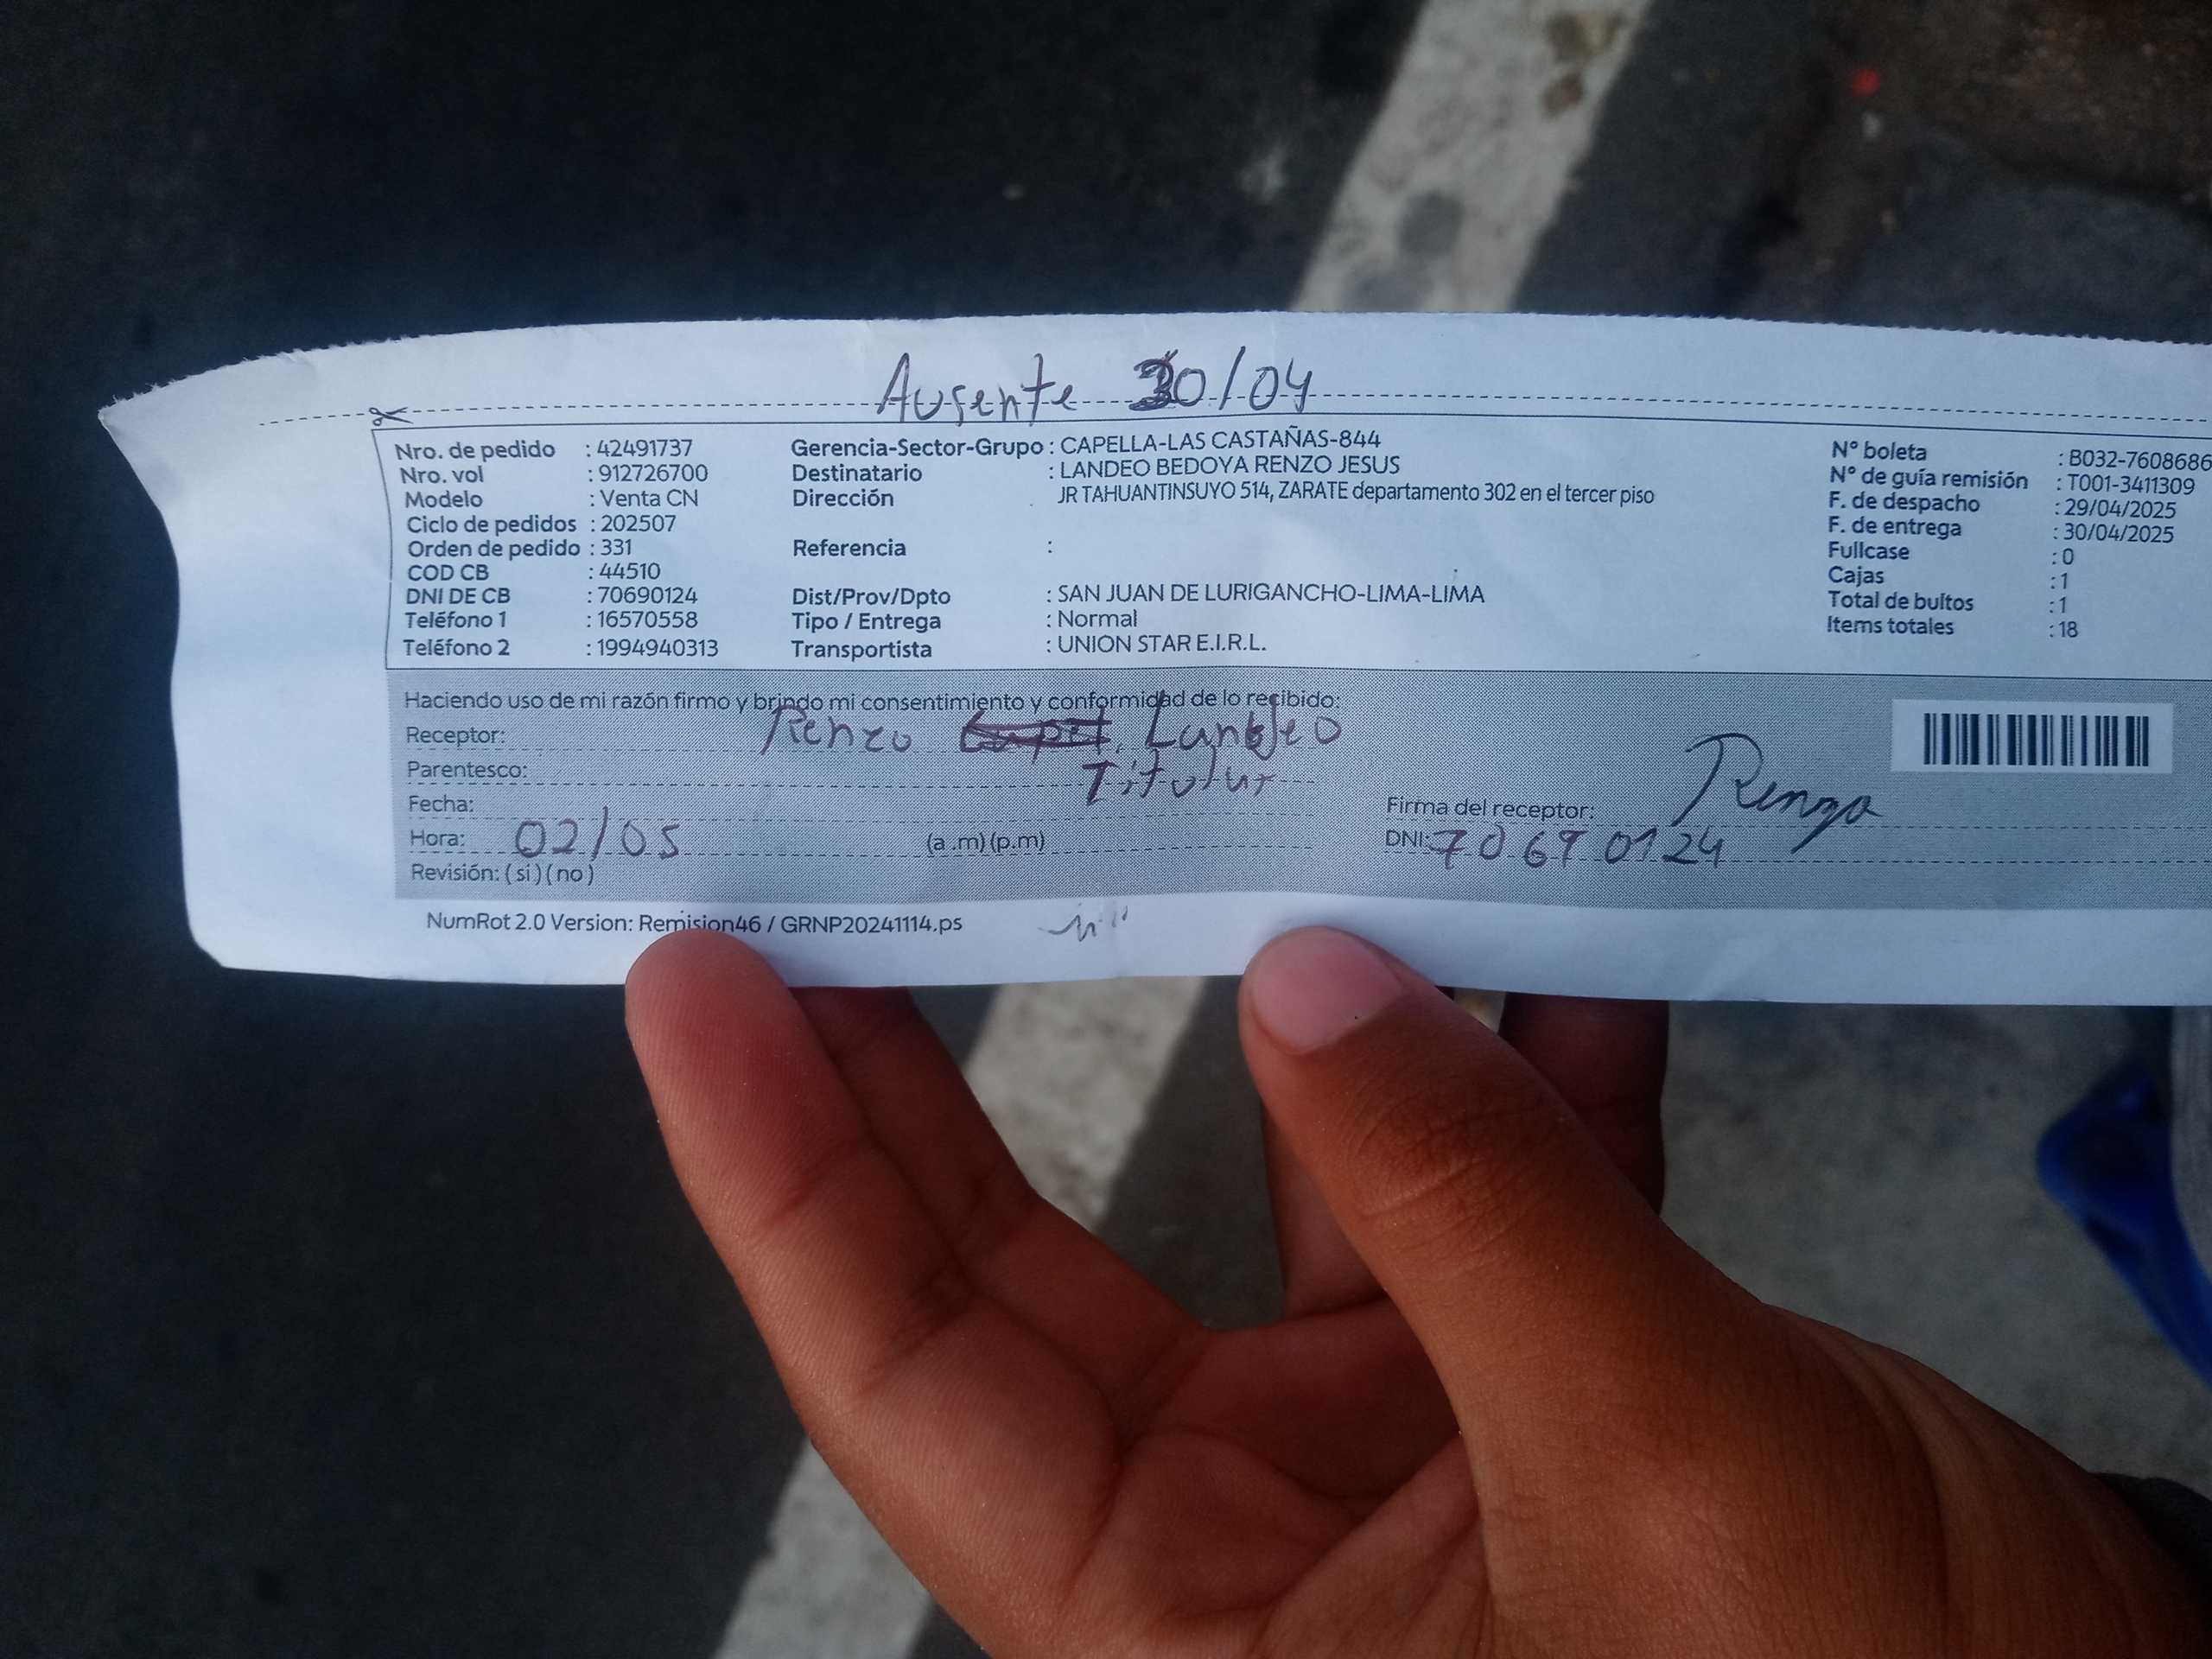 Ausente 30/04
Nro. de pedido : 42491737
Nro. vol : 912726700
Modelo : Venta CN
Ciclo de pedidos : 202507
Orden de pedido : 331
COD CB : 44510
DNI DE CB : 70690124
Teléfono 1 : 16570558
Teléfono 2 : 1994940313
Gerencia-Sector-Grupo : CAPELLA-LAS CASTAÑAS-844
Destinatario : LANDEO BEDOYA RENZO JESUS
Dirección JR TAHUANTINSUYO 514, ZARATE departamento 302 en el tercer piso
Referencia :
Dist/Prov/Dpto : SAN JUAN DE LURIGANCHO-LIMA-LIMA
Tipo / Entrega : Normal
Transportista : UNION STAR E.I.R.L.
N° boleta : B032-7608686
N° de guía remisión : T001-3411309
F. de despacho : 29/04/2025
F. de entrega : 30/04/2025
Fullcase : 0
Cajas : 1
Total de bultos : 1
Items totales : 18
Haciendo uso de mi razón firmo y brindo mi consentimiento y conformidad de lo recibido:
Receptor: Renzo Landeo
Parentesco: Titular
Fecha:
Hora: 02/05 (a .m) (p.m)
Revisión: ( si ) ( no )
Firma del receptor: Renzo
DNI: 70690124
NumRot 2.0 Version: Remision46 / GRNP20241114.ps